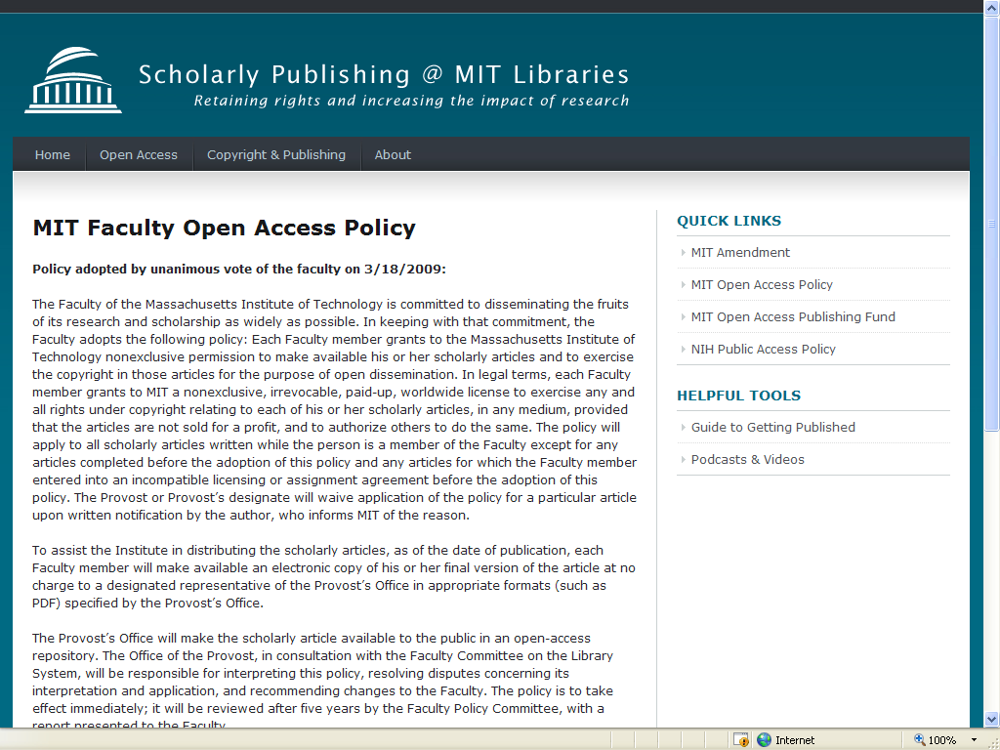 Scholarly Publishing @ MIT Libraries
Retaining rights and increasing the impact of research
Home
Open Access
Copyright & Publishing
About
MIT Faculty Open Access Policy
Policy adopted by unanimous vote of the faculty on 3/18/2009:
The Faculty of the Massachusetts Institute of Technology is committed to disseminating the fruits
of its research and scholarship as widely as possible. In keeping with that commitment, the
Faculty adopts the following policy: Each Faculty member grants to the Massachusetts Institute of
Technology nonexclusive permission to make available his or her scholarly articles and to exercise
the copyright in those articles for the purpose of open dissemination. In legal terms, each Faculty
member grants to MIT a nonexclusive, irrevocable, paid-up, worldwide license to exercise any and
all rights under copyright relating to each of his or her scholarly articles, in any medium, provided
that the articles are not sold for a profit, and to authorize others to do the same. The policy will
apply to all scholarly articles written while the person is a member of the Faculty except for any
articles completed before the adoption of this policy and any articles for which the Faculty member
entered into an incompatible licensing or assignment agreement before the adoption of this
policy. The Provost or Provost’s designate will waive application of the policy for a particular article
upon written notification by the author, who informs MIT of the reason.
To assist the Institute in distributing the scholarly articles, as of the date of publication, each
Faculty member will make available an electronic copy of his or her final version of the article at no
charge to a designated representative of the Provost’s Office in appropriate formats (such as
PDF) specified by the Provost’s Office.
The Provost’s Office will make the scholarly article available to the public in an open-access
repository. The Office of the Provost, in consultation with the Faculty Committee on the Library
System, will be responsible for interpreting this policy, resolving disputes concerning its
interpretation and application, and recommending changes to the Faculty. The policy is to take
effect immediately; it will be reviewed after five years by the Faculty Policy Committee, with a
report presented to the Faculty.
QUICK LINKS
MIT Amendment
MIT Open Access Policy
MIT Open Access Publishing Fund
NIH Public Access Policy
HELPFUL TOOLS
Guide to Getting Published
Podcasts & Videos
Internet
100%